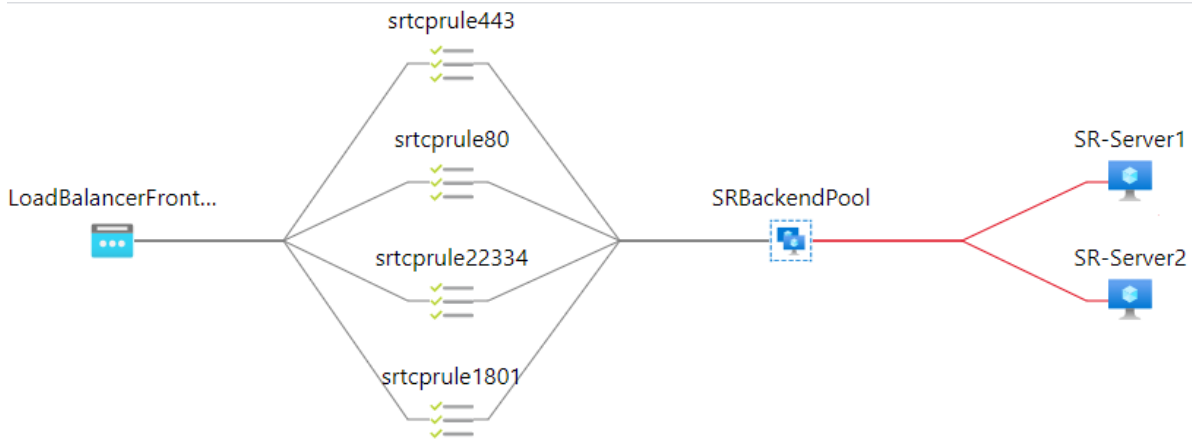 srtcprule443
srtcprule80
SR-Server1
LoadBalancerFront...
SRBackendPool
srtcprule22334
SR-Server2
srtcprule1801